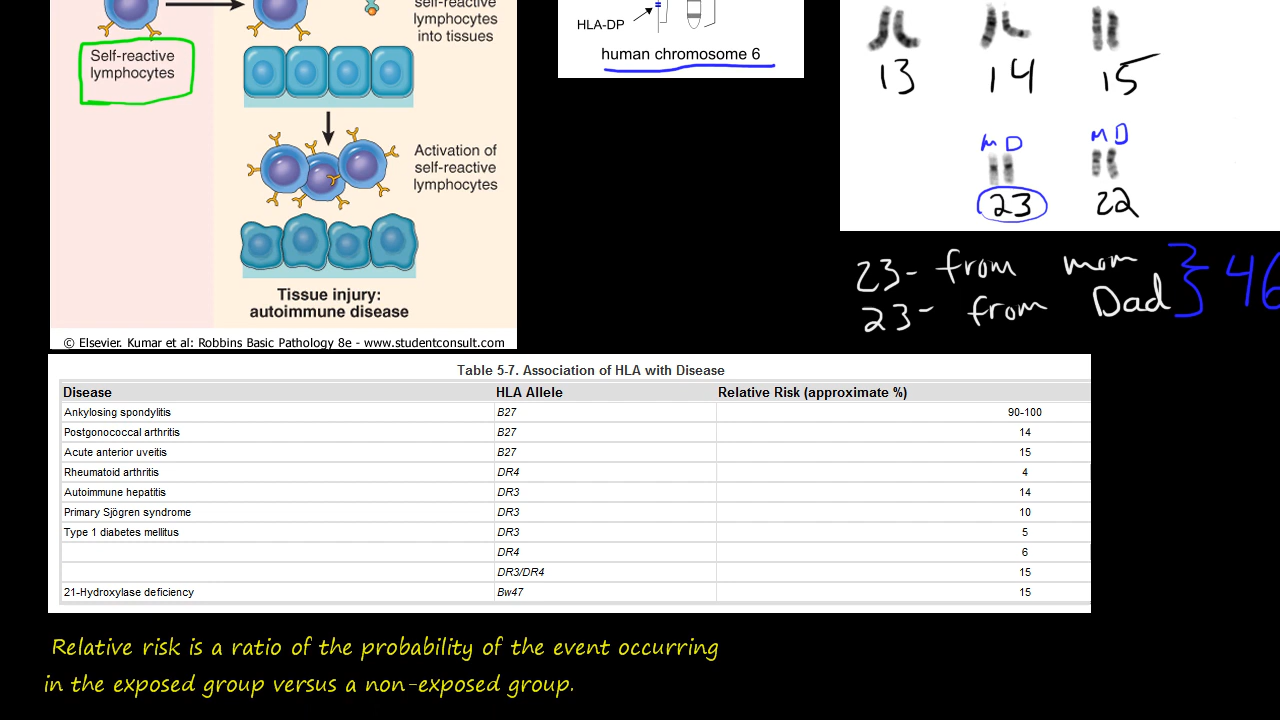 self-reactive
lymphocytes
into tissues
Self-reactive
lymphocytes
Activation of
self-reactive
lymphocytes
Tissue injury:
autoimmune disease
© Elsevier. Kumar et al: Robbins Basic Pathology 8e - www.studentconsult.com
HLA-DP
human chromosome 6
13 14 15
M D M D
23 22
23- from mom
23- from Dad } 46
Table 5-7. Association of HLA with Disease
Disease HLA Allele Relative Risk (approximate %)
Ankylosing spondylitis B27 90-100
Postgonococcal arthritis B27 14
Acute anterior uveitis B27 15
Rheumatoid arthritis DR4 4
Autoimmune hepatitis DR3 14
Primary Sjögren syndrome DR3 10
Type 1 diabetes mellitus DR3 5
DR4 6
DR3/DR4 15
21-Hydroxylase deficiency Bw47 15
Relative risk is a ratio of the probability of the event occurring
in the exposed group versus a non-exposed group.